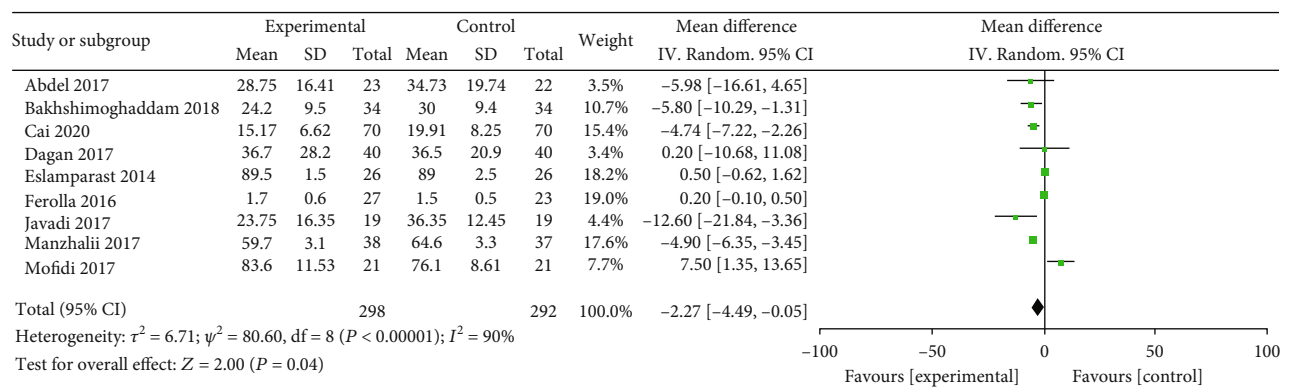 Study or subgroup Experimental Control Weight Mean difference Mean difference
Mean SD Total Mean SD Total IV. Random. 95% CI IV. Random. 95% CI
Abdel 2017 28.75 16.41 23 34.73 19.74 22 3.5% −5.98 [−16.61, 4.65]
Bakhshimoghaddam 2018 24.2 9.5 34 30 9.4 34 10.7% −5.80 [−10.29, −1.31]
Cai 2020 15.17 6.62 70 19.91 8.25 70 15.4% −4.74 [−7.22, −2.26]
Dagan 2017 36.7 28.2 40 36.5 20.9 40 3.4% 0.20 [−10.68, 11.08]
Eslamparast 2014 89.5 1.5 26 89 2.5 26 18.2% 0.50 [−0.62, 1.62]
Ferolla 2016 1.7 0.6 27 1.5 0.5 23 19.0% 0.20 [−0.10, 0.50]
Javadi 2017 23.75 16.35 19 36.35 12.45 19 4.4% −12.60 [−21.84, −3.36]
Manzhalii 2017 59.7 3.1 38 64.6 3.3 37 17.6% −4.90 [−6.35, −3.45]
Mofidi 2017 83.6 11.53 21 76.1 8.61 21 7.7% 7.50 [1.35, 13.65]
Total (95% CI) 298 292 100.0% −2.27 [−4.49, −0.05]
Heterogeneity: τ² = 6.71; ψ² = 80.60, df = 8 (P < 0.00001); I² = 90%
Test for overall effect: Z = 2.00 (P = 0.04)
−100 −50 0 50 100
Favours [experimental] Favours [control]